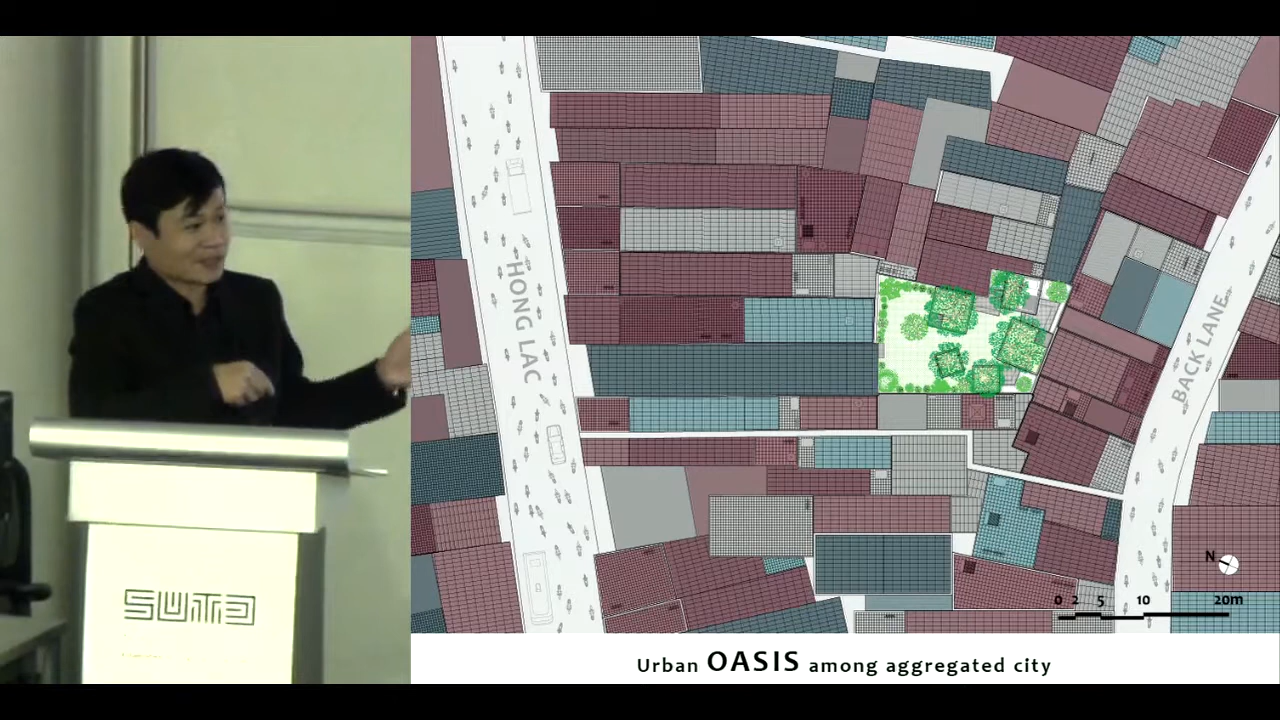 SUTD
HONG LAC
BACK LANE
N
0 2 5 10 20m
Urban OASIS among aggregated city